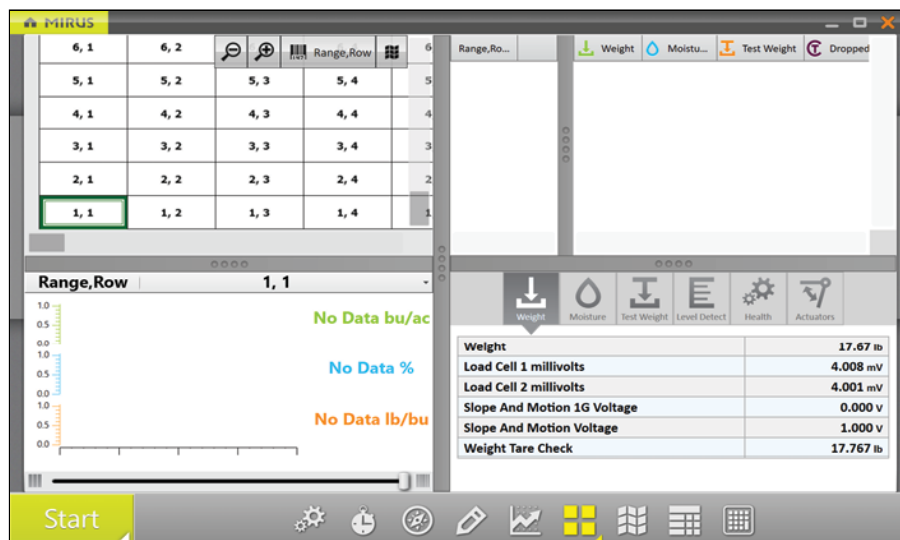 MIRUS
6, 1 6, 2 Range,Row 6
5, 1 5, 2 5, 3 5, 4 5
4, 1 4, 2 4, 3 4, 4 4
3, 1 3, 2 3, 3 3, 4 3
2, 1 2, 2 2, 3 2, 4 2
1, 1 1, 2 1, 3 1, 4 1
Range,Ro... Weight Moistu... Test Weight Dropped
Range,Row 1, 1
1.0
0.5
0.0
No Data bu/ac
1.0
0.5
0.0
No Data %
1.0
0.5
0.0
No Data lb/bu
Weight Moisture Test Weight Level Detect Health Actuators
Weight 17.67 lb
Load Cell 1 millivolts 4.008 mV
Load Cell 2 millivolts 4.001 mV
Slope And Motion 1G Voltage 0.000 V
Slope And Motion Voltage 1.000 V
Weight Tare Check 17.767 lb
Start